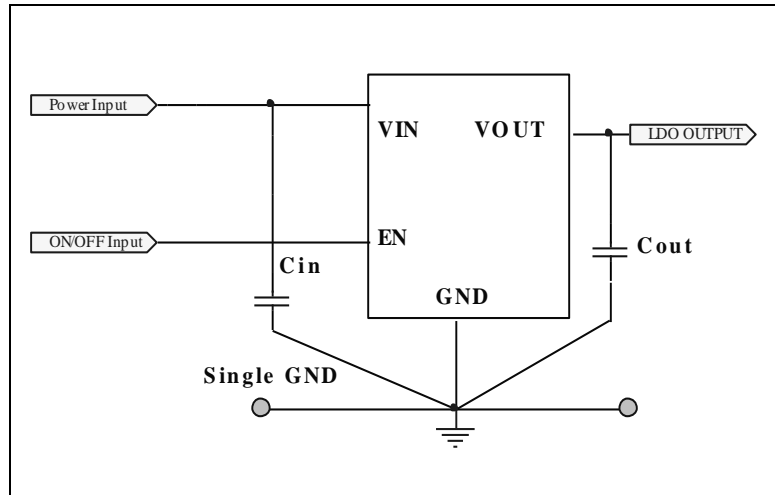 Power Input
VIN
VOUT
LDO OUTPUT
ON/OFF Input
EN
Cin
Cout
GND
Single GND